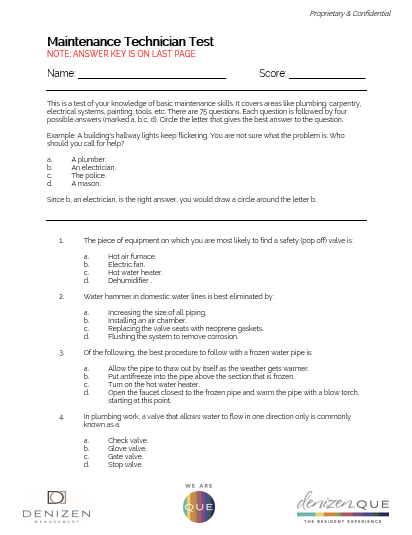 Proprietary & Confidential
Maintenance Technician Test
NOTE: ANSWER KEY IS ON LAST PAGE
Name: Score:
This is a test of your knowledge of basic maintenance skills. It covers areas like plumbing, carpentry,
electrical systems, painting, tools, etc. There are 75 questions. Each question is followed by four
possible answers (marked a, b,c, d). Circle the letter that gives the best answer to the question.
Example: A building's hallway lights keep flickering. You are not sure what the problem is. Who
should you call for help?
a. A plumber.
b. An electrician.
c. The police.
d. A mason.
Since b, an electrician, is the right answer, you would draw a circle around the letter b.
1. The piece of equipment on which you are most likely to find a safety (pop off) valve is:
a. Hot air furnace.
b. Electric fan.
c. Hot water heater.
d. Dehumidifier .
2. Water hammer in domestic water lines is best eliminated by:
a. Increasing the size of all piping.
b. Installing an air chamber.
c. Replacing the valve seats with neoprene gaskets.
d. Flushing the system to remove corrosion.
3. Of the following, the best procedure to follow with a frozen water pipe is:
a. Allow the pipe to thaw out by itself as the weather gets warmer.
b. Put antifreeze into the pipe above the section that is frozen.
c. Turn on the hot water heater.
d. Open the faucet closest to the frozen pipe and warm the pipe with a blow torch,
starting at this point.
4. In plumbing work, a valve that allows water to flow in one direction only is commonly
known as a:
a. Check valve.
b. Glove valve.
c. Gate valve.
d. Stop valve.
DENIZEN
MANAGEMENT
WE ARE
QUE
denizen QUE
THE RESIDENT EXPERIENCE